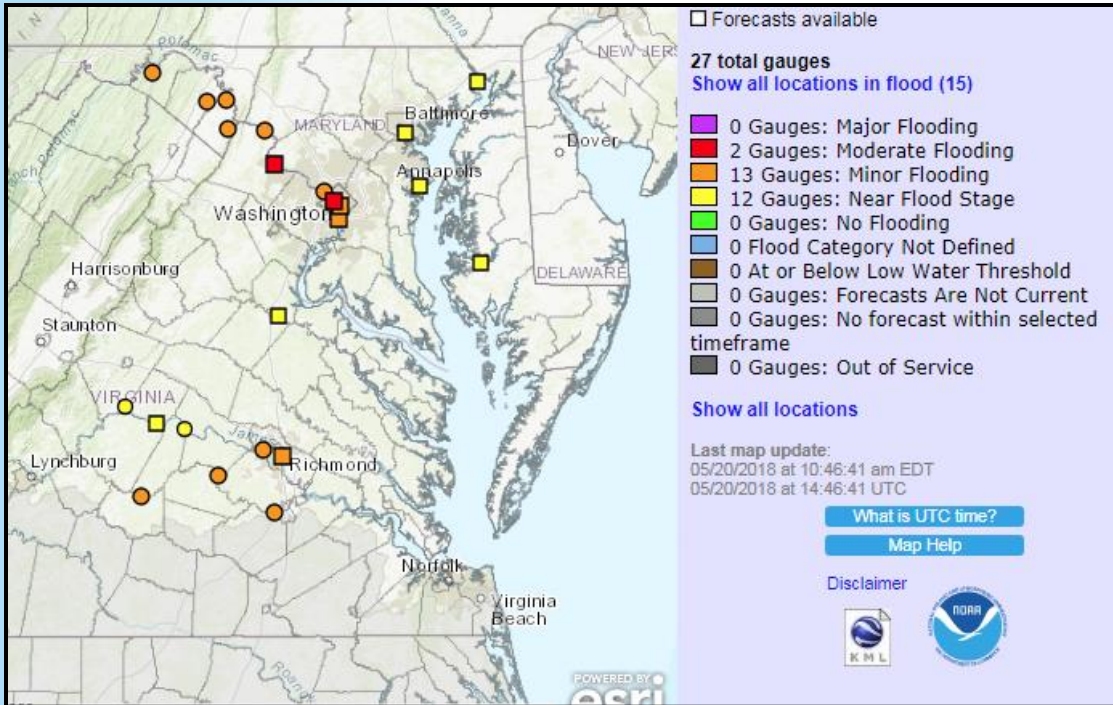 Potamac
anna
NEW JER
Baltimore
MARYLAND
Dover
Annapolis
Washington
DELAWARE
Harrisonburg
Staunton
VIRGINIA
James
Lynchburg
Richmond
Norfolk
Virginia
Beach
Roanoke
POWERED BY
esri
Forecasts available
27 total gauges
Show all locations in flood (15)
0 Gauges: Major Flooding
2 Gauges: Moderate Flooding
13 Gauges: Minor Flooding
12 Gauges: Near Flood Stage
0 Gauges: No Flooding
0 Flood Category Not Defined
0 At or Below Low Water Threshold
0 Gauges: Forecasts Are Not Current
0 Gauges: No forecast within selected
timeframe
0 Gauges: Out of Service
Show all locations
Last map update:
05/20/2018 at 10:46:41 am EDT
05/20/2018 at 14:46:41 UTC
What is UTC time?
Map Help
Disclaimer
KML
NOAA